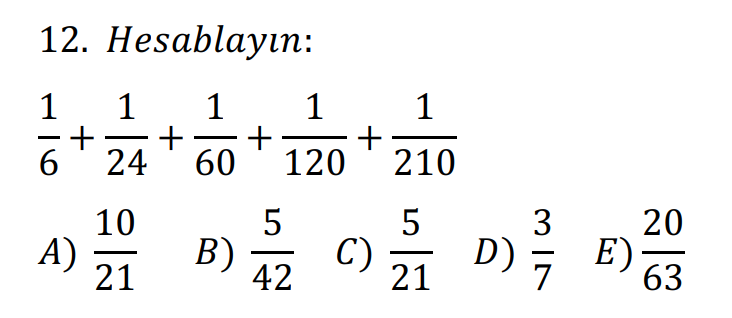 12. Hesablayın:
1/6 + 1/24 + 1/60 + 1/120 + 1/210
A) 10/21 B) 5/42 C) 5/21 D) 3/7 E) 20/63